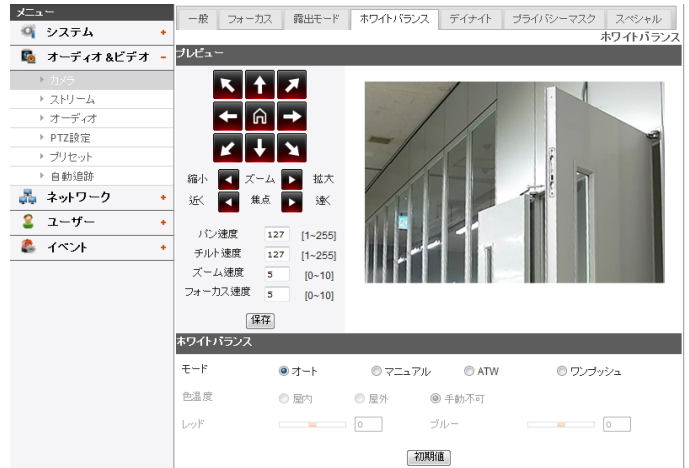 メニュー
システム
オーディオ&ビデオ
カメラ
ストリーム
オーディオ
PTZ設定
プリセット
自動追跡
ネットワーク
ユーザー
イベント
一般 フォーカス 露出モード ホワイトバランス デイナイト プライバシーマスク スペシャル
ホワイトバランス
プレビュー
縮小 ズーム 拡大
近く 焦点 遠く
パン速度 127 [1~255]
チルト速度 127 [1~255]
ズーム速度 5 [0~10]
フォーカス速度 5 [0~10]
保存
ホワイトバランス
モード オート マニュアル ATW ワンプッシュ
色温度 屋内 屋外 手動不可
レッド 0 ブルー 0
初期値